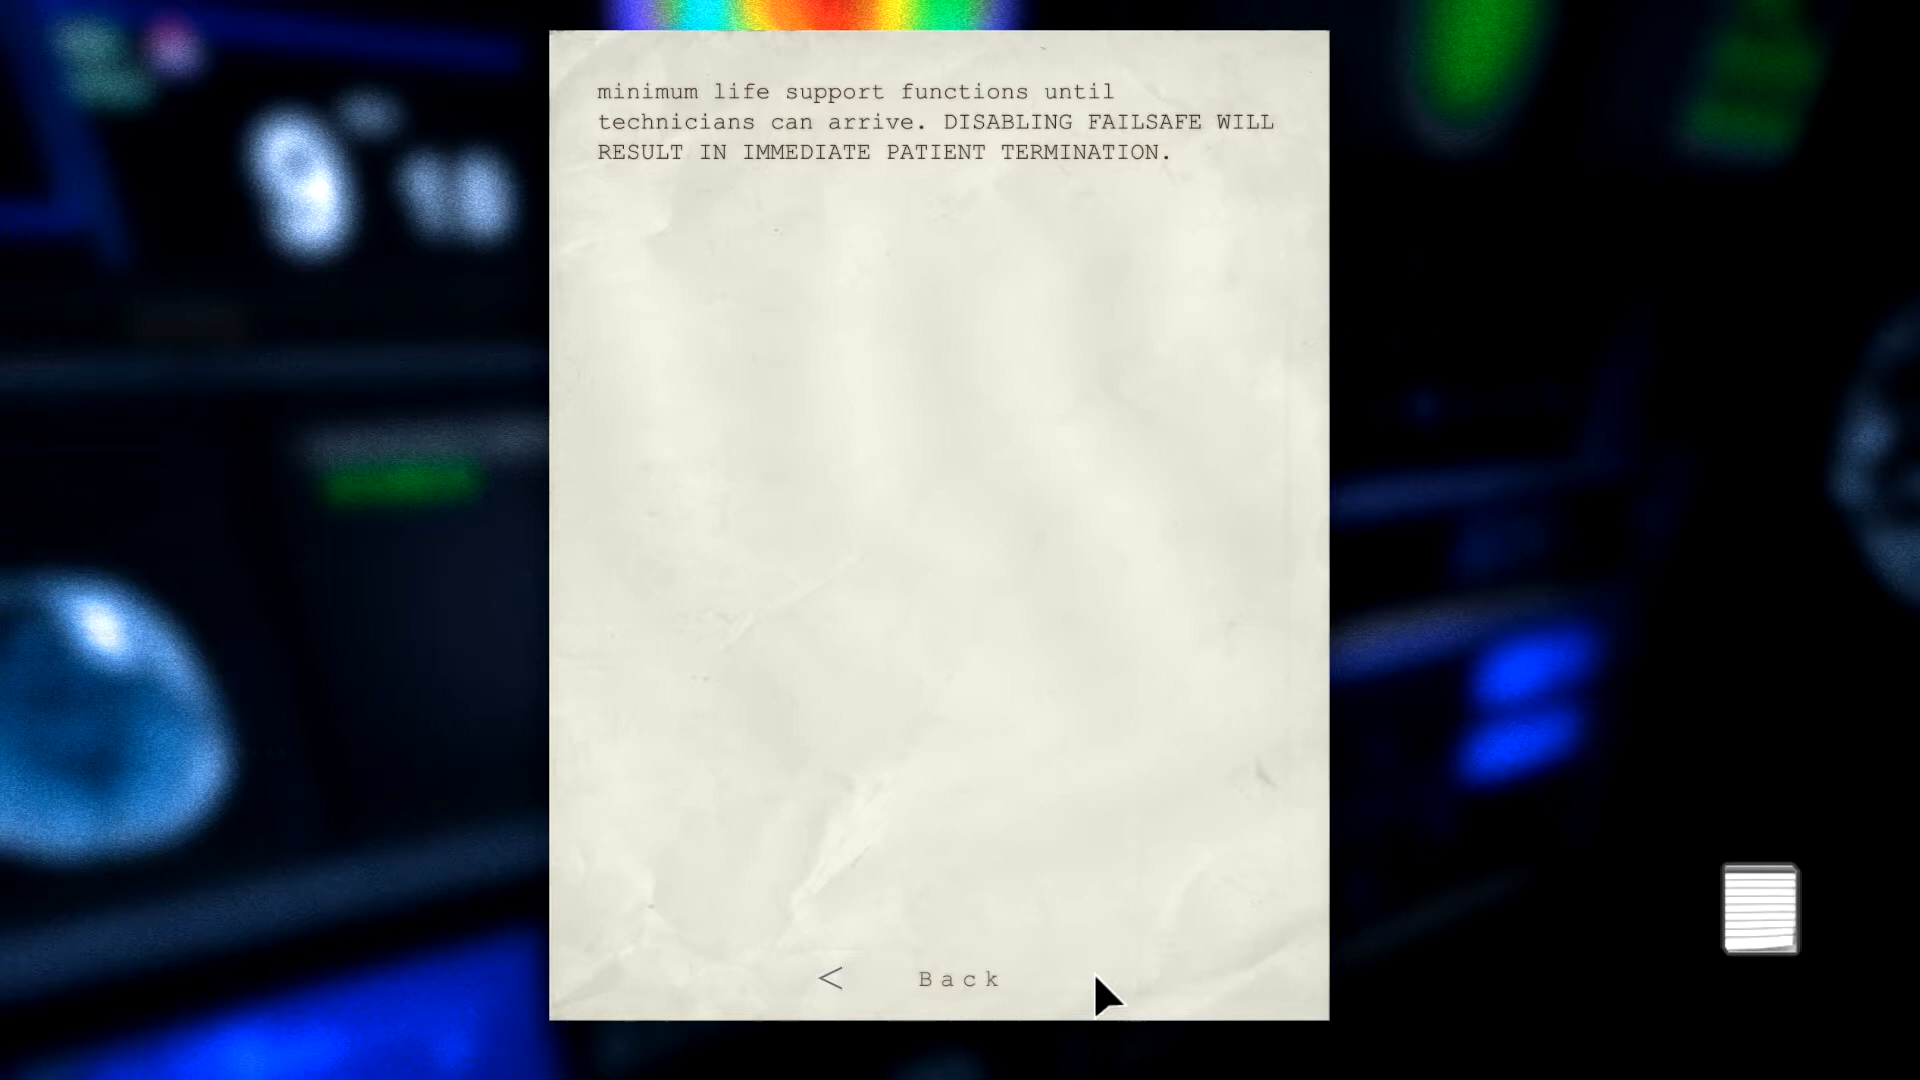 minimum life support functions until
technicians can arrive. DISABLING FAILSAFE WILL
RESULT IN IMMEDIATE PATIENT TERMINATION.
< Back